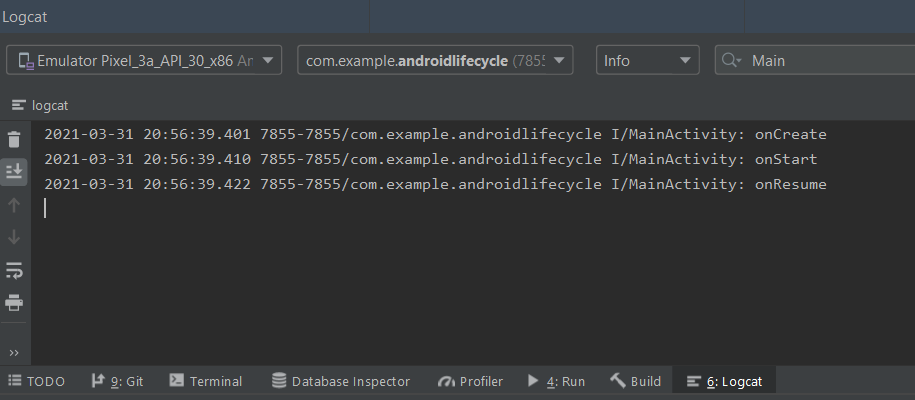 Logcat
Emulator Pixel_3a_API_30_x86 An
com.example.androidlifecycle (7855
Info
Main
logcat
2021-03-31 20:56:39.401 7855-7855/com.example.androidlifecycle I/MainActivity: onCreate
2021-03-31 20:56:39.410 7855-7855/com.example.androidlifecycle I/MainActivity: onStart
2021-03-31 20:56:39.422 7855-7855/com.example.androidlifecycle I/MainActivity: onResume
TODO
9: Git
Terminal
Database Inspector
Profiler
4: Run
Build
6: Logcat